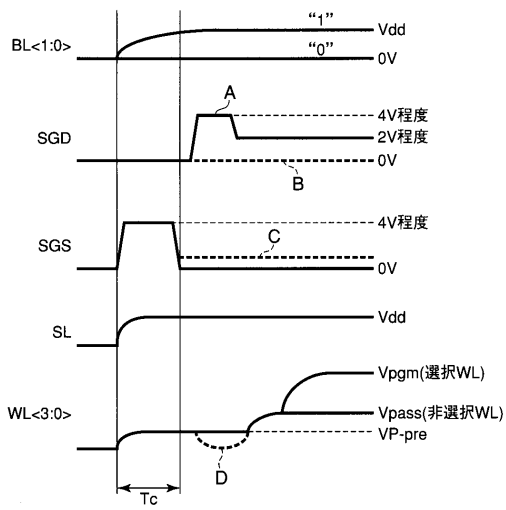 BL<1:0>
“1”
Vdd
“0”
0V
A
SGD
4V程度
2V程度
0V
B
SGS
4V程度
C
0V
SL
Vdd
WL<3:0>
Vpgm(選択WL)
Vpass(非選択WL)
VP-pre
D
Tc